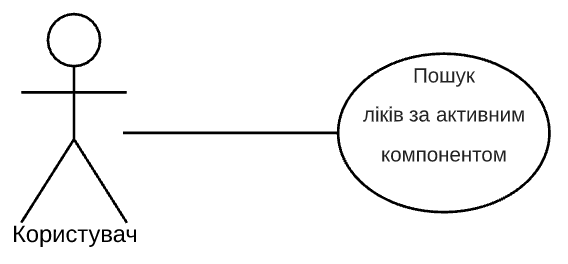 Пошук
ліків за активним
компонентом
Користувач